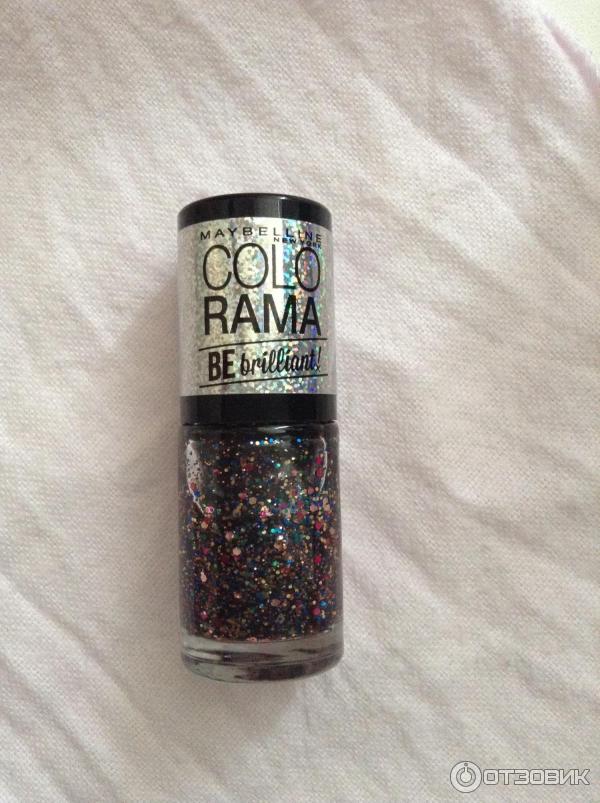 MAYBELLINE
NEW YORK
COLO
RAMA
BE brilliant!
ОТЗОВИК